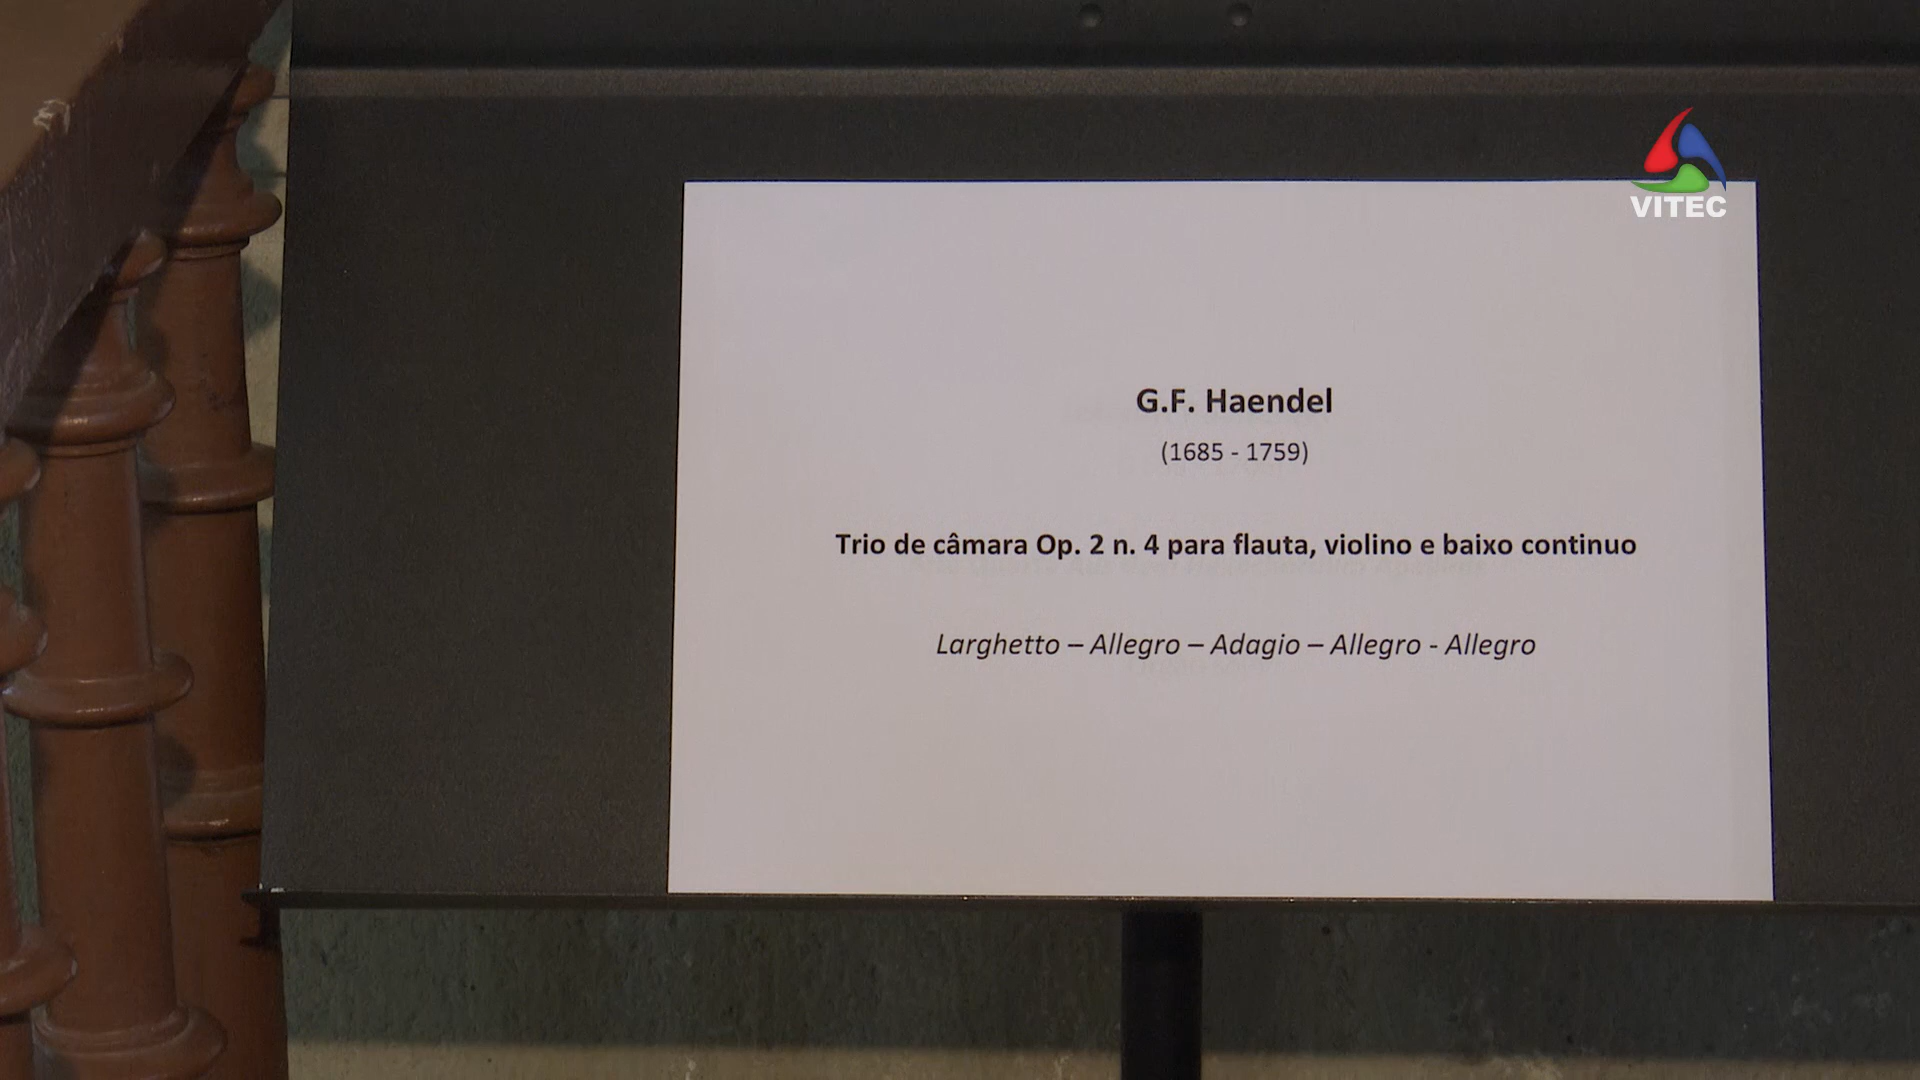 VITEC
G.F. Haendel
(1685 - 1759)
Trio de câmara Op. 2 n. 4 para flauta, violino e baixo continuo
Larghetto – Allegro – Adagio – Allegro - Allegro